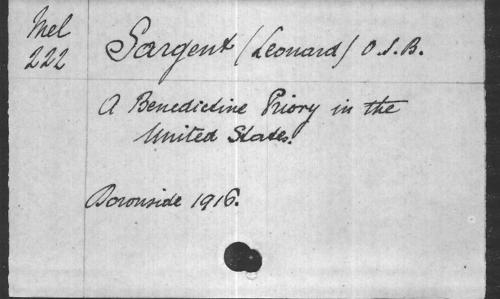 Mel
222
Sargent (Leonard) O.S.B.
A Benedictine Priory in the
United States.
Downside 1916.